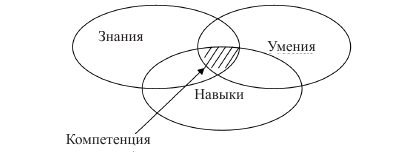 Знания
Умения
Навыки
Компетенция